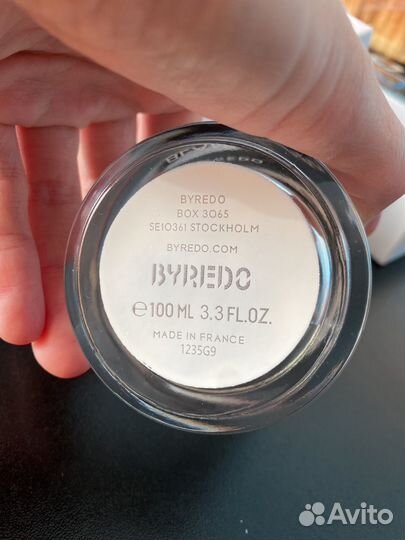 BYREDO
BOX 3065
SE10361 STOCKHOLM
BYREDO.COM
BYREDO
℮100 ML 3.3 FL.OZ.
MADE IN FRANCE
1235G9
Avito